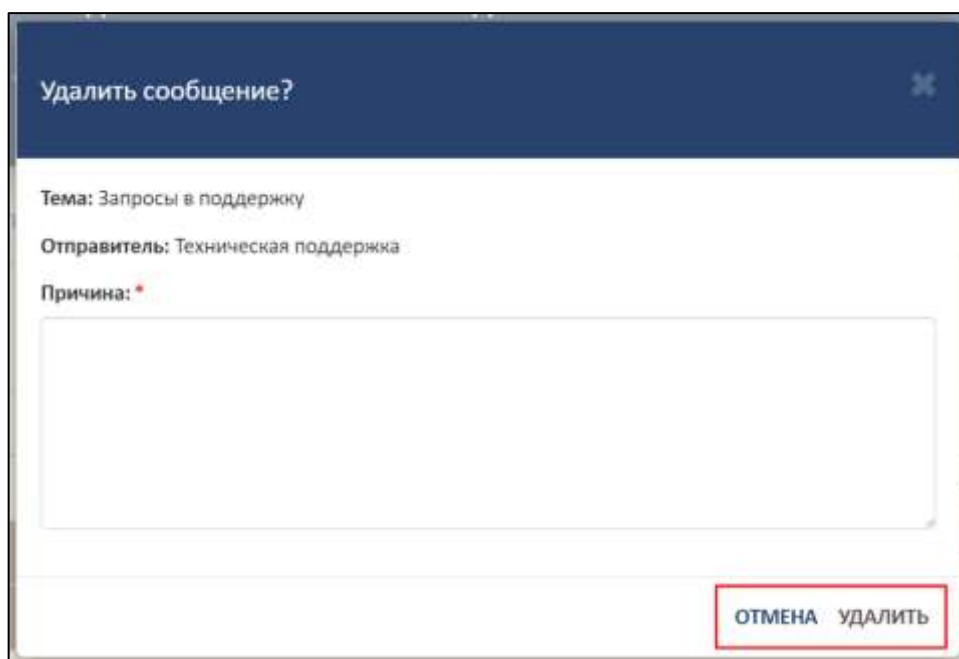 Удалить сообщение?
Тема: Запросы в поддержку
Отправитель: Техническая поддержка
Причина: *
ОТМЕНА УДАЛИТЬ